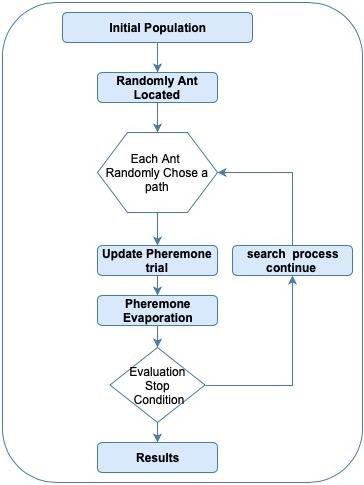 Initial Population
Randomly Ant
Located
Each Ant
Randomly Chose a
path
Update Pheremone
trial
search process
continue
Pheremone
Evaporation
Evaluation
Stop
Condition
Results